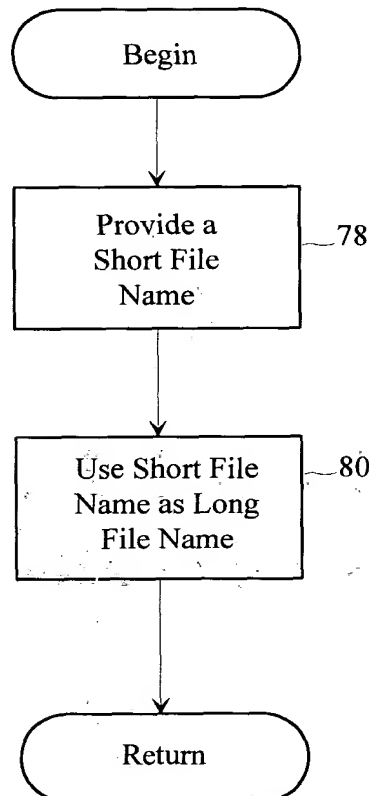 Begin
Provide a
Short File
Name
78
Use Short File
Name as Long
File Name
80
Return